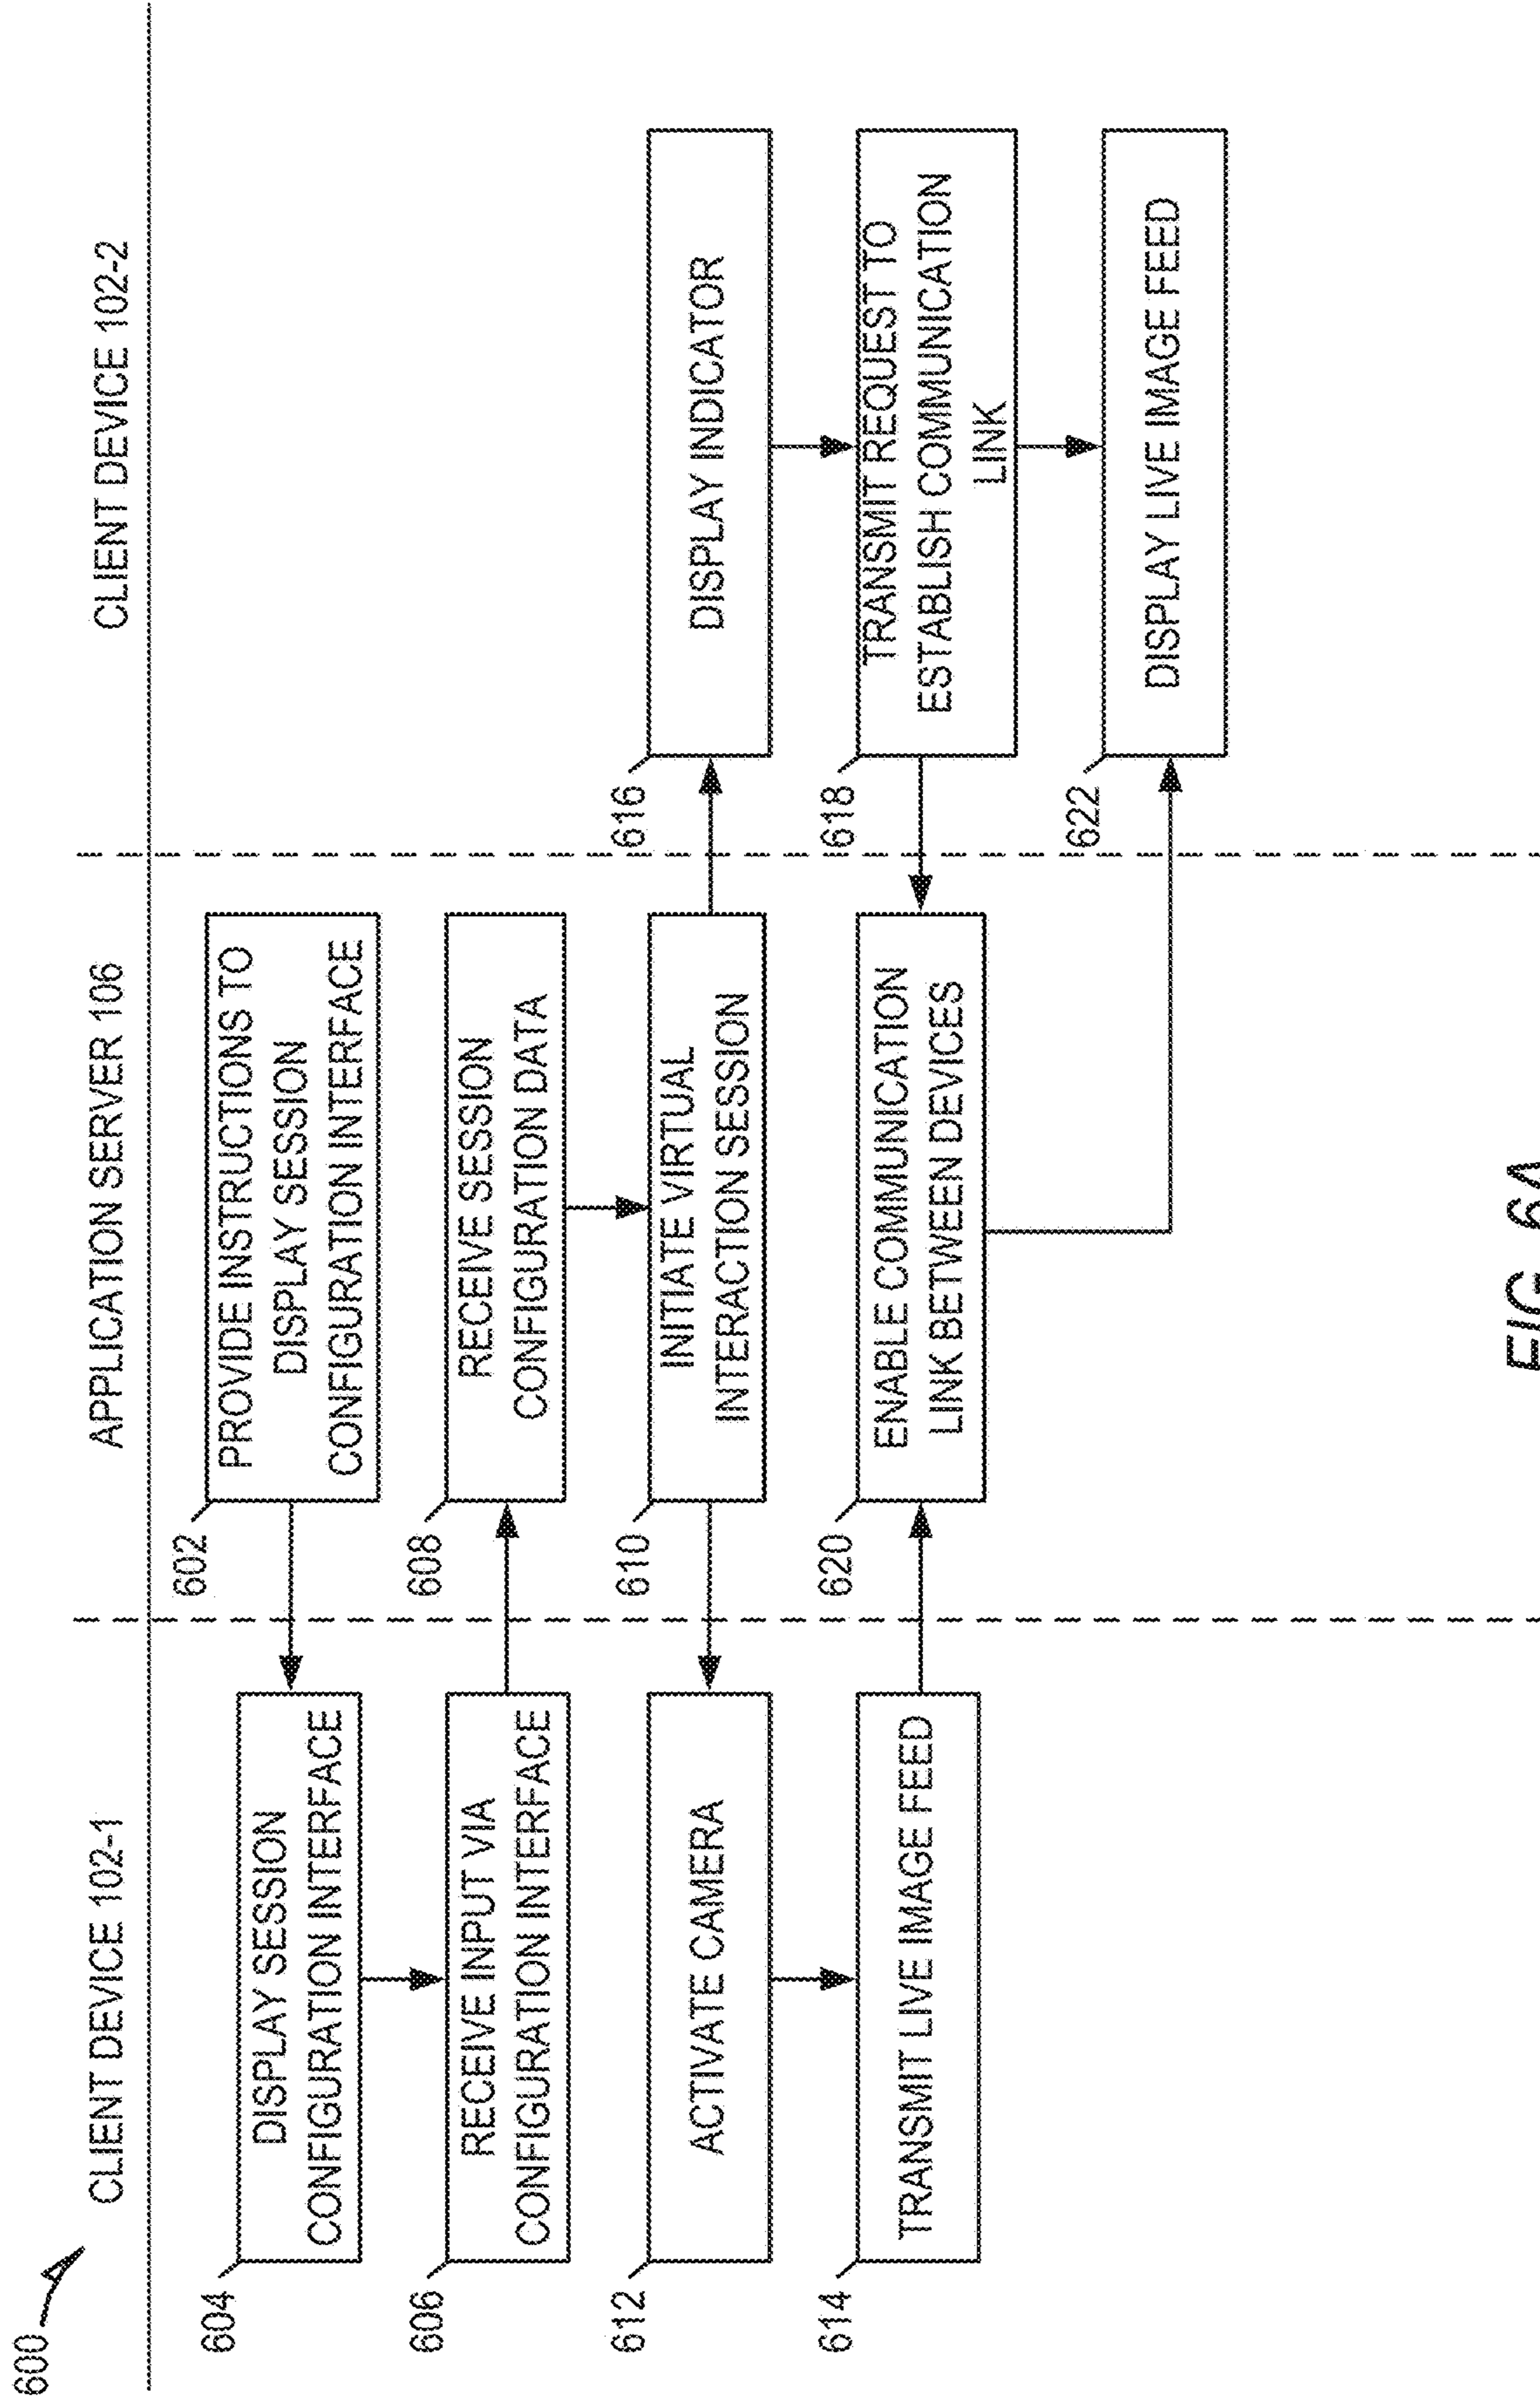 600
CLIENT DEVICE 102-1
APPLICATION SERVER 106
CLIENT DEVICE 102-2
602
PROVIDE INSTRUCTIONS TO
DISPLAY SESSION
CONFIGURATION INTERFACE
604
DISPLAY SESSION
CONFIGURATION INTERFACE
606
RECEIVE INPUT VIA
CONFIGURATION INTERFACE
608
RECEIVE SESSION
CONFIGURATION DATA
610
INITIATE VIRTUAL
INTERACTION SESSION
612
ACTIVATE CAMERA
614
TRANSMIT LIVE IMAGE FEED
616
DISPLAY INDICATOR
618
TRANSMIT REQUEST TO
ESTABLISH COMMUNICATION
LINK
620
ENABLE COMMUNICATION
LINK BETWEEN DEVICES
622
DISPLAY LIVE IMAGE FEED
FIG. 6A